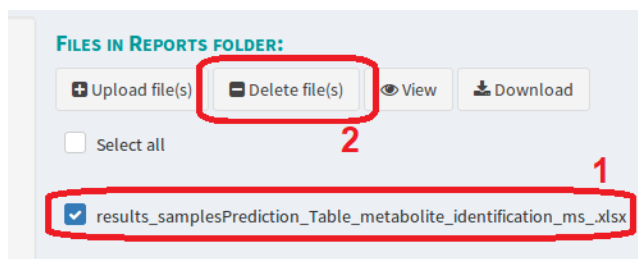 FILES IN REPORTS FOLDER:
Upload file(s) Delete file(s) View Download
Select all 2
1
results_samplesPrediction_Table_metabolite_identification_ms_.xlsx